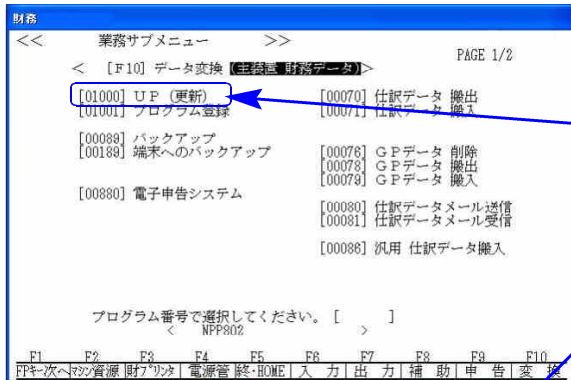 財務
<< 業務サブメニュー >>
PAGE 1/2
< [F10] データ変換 (主装置 財務データ)>
[01000] UP (更新)
[01001] プログラム登録
[00089] バックアップ
[00189] 端末へのバックアップ
[00880] 電子申告システム
[00070] 仕訳データ 搬出
[00071] 仕訳データ 搬入
[00076] GPデータ 削除
[00078] GPデータ 搬出
[00079] GPデータ 搬入
[00080] 仕訳データメール送信
[00081] 仕訳データメール受信
[00086] 汎用 仕訳データ搬入
プログラム番号で選択してください。 [ ]
< NPP802 >
F1 F2 F3 F4 F5 F6 F7 F8 F9 F10
FPキー次へ マシン資源 財プリンタ 電源管 終・HOME 入 力 出 力 補 助 申 告 変 換